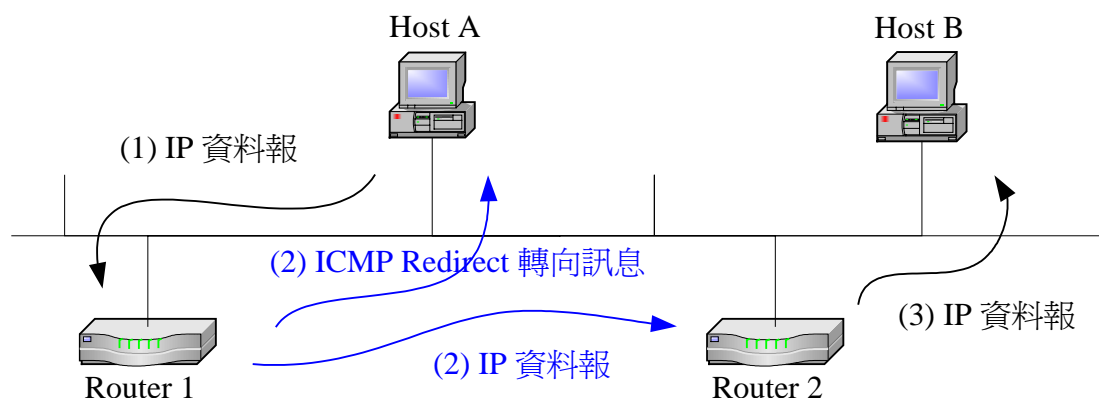 Host A
Host B
(1) IP 資料報
(2) ICMP Redirect 轉向訊息
(3) IP 資料報
(2) IP 資料報
Router 1
Router 2